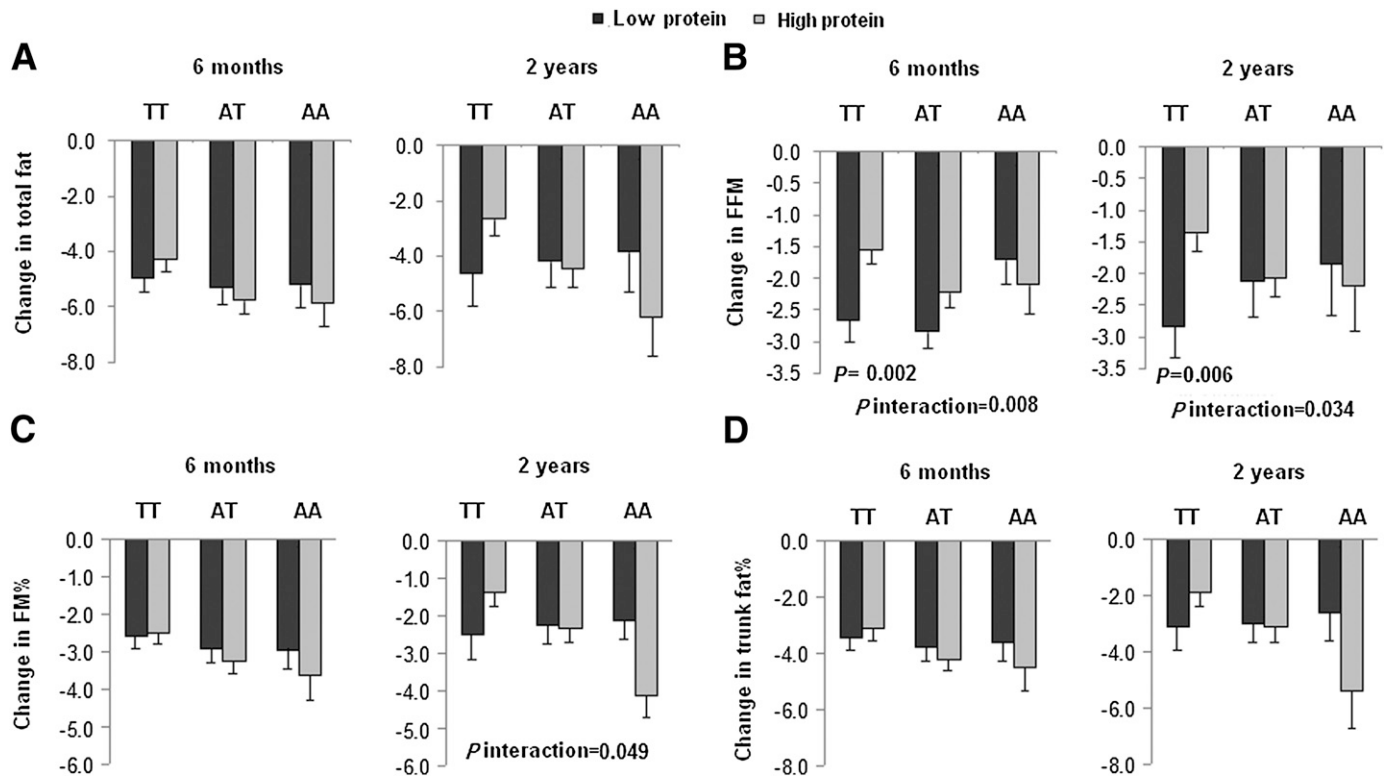 Low protein High protein
A
6 months 2 years
TT AT AA TT AT AA
Change in total fat
0.0
-2.0
-4.0
-6.0
-8.0
0.0
-2.0
-4.0
-6.0
-8.0
B
6 months 2 years
TT AT AA TT AT AA
Change in FFM
0.0
-0.5
-1.0
-1.5
-2.0
-2.5
-3.0
-3.5
P= 0.002
P interaction=0.008
0.0
-0.5
-1.0
-1.5
-2.0
-2.5
-3.0
-3.5
P=0.006
P interaction=0.034
C
6 months 2 years
TT AT AA TT AT AA
Change in FM%
0.0
-1.0
-2.0
-3.0
-4.0
-5.0
-6.0
0.0
-1.0
-2.0
-3.0
-4.0
-5.0
-6.0
P interaction=0.049
D
6 months 2 years
TT AT AA TT AT AA
Change in trunk fat%
0.0
-2.0
-4.0
-6.0
-8.0
0.0
-2.0
-4.0
-6.0
-8.0